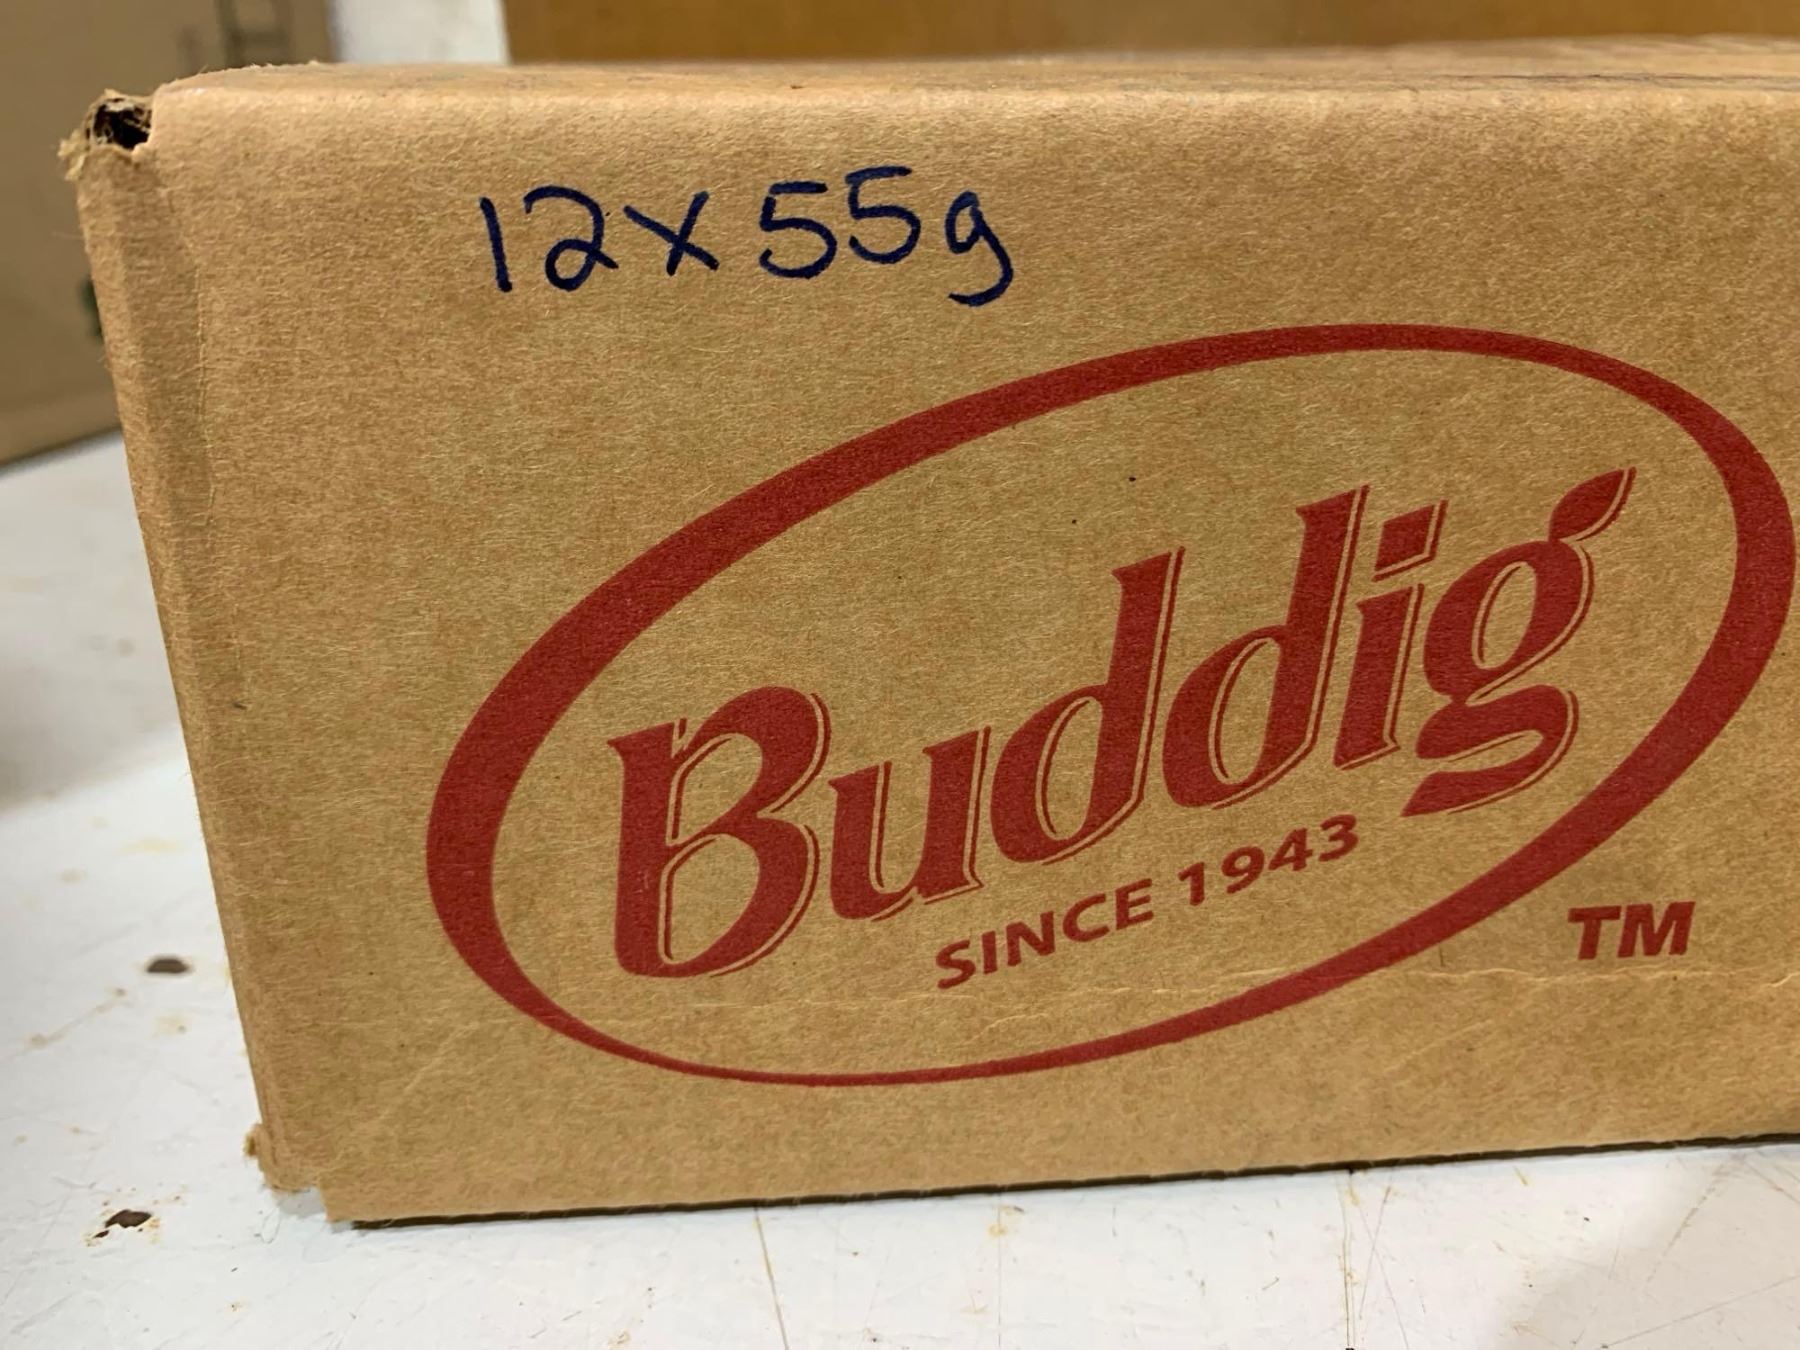 12x55g
Buddig
SINCE 1943
TM